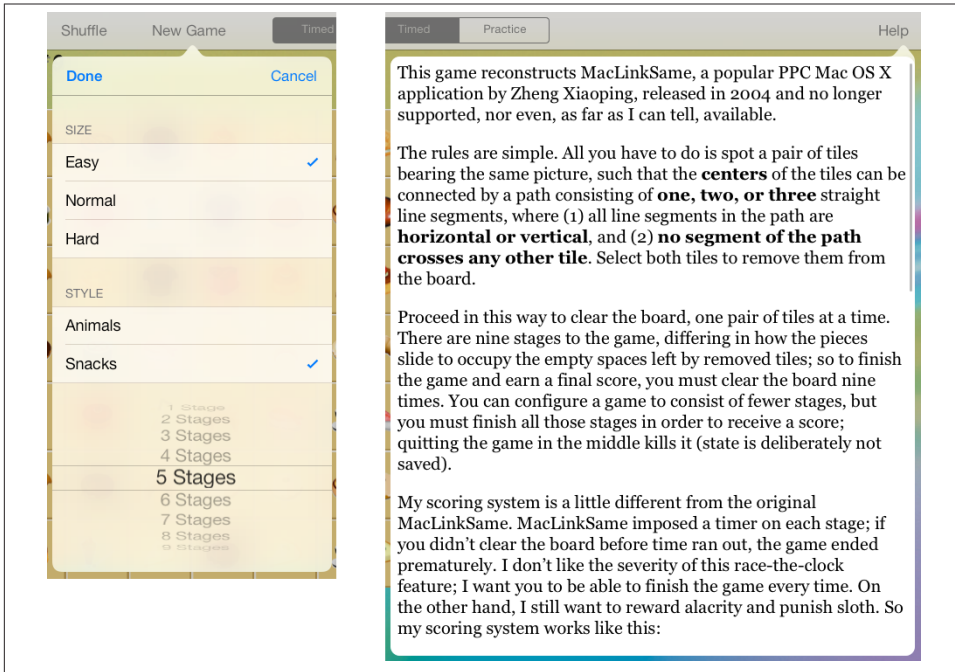 Shuffle New Game Timed
Done Cancel
SIZE
Easy
Normal
Hard
STYLE
Animals
Snacks
1 Stage
2 Stages
3 Stages
4 Stages
5 Stages
6 Stages
7 Stages
8 Stages
9 Stages
Timed Practice Help
This game reconstructs MacLinkSame, a popular PPC Mac OS X
application by Zheng Xiaoping, released in 2004 and no longer
supported, nor even, as far as I can tell, available.
The rules are simple. All you have to do is spot a pair of tiles
bearing the same picture, such that the centers of the tiles can be
connected by a path consisting of one, two, or three straight
line segments, where (1) all line segments in the path are
horizontal or vertical, and (2) no segment of the path
crosses any other tile. Select both tiles to remove them from
the board.
Proceed in this way to clear the board, one pair of tiles at a time.
There are nine stages to the game, differing in how the pieces
slide to occupy the empty spaces left by removed tiles; so to finish
the game and earn a final score, you must clear the board nine
times. You can configure a game to consist of fewer stages, but
you must finish all those stages in order to receive a score;
quitting the game in the middle kills it (state is deliberately not
saved).
My scoring system is a little different from the original
MacLinkSame. MacLinkSame imposed a timer on each stage; if
you didn't clear the board before time ran out, the game ended
prematurely. I don't like the severity of this race-the-clock
feature; I want you to be able to finish the game every time. On
the other hand, I still want to reward alacrity and punish sloth. So
my scoring system works like this: